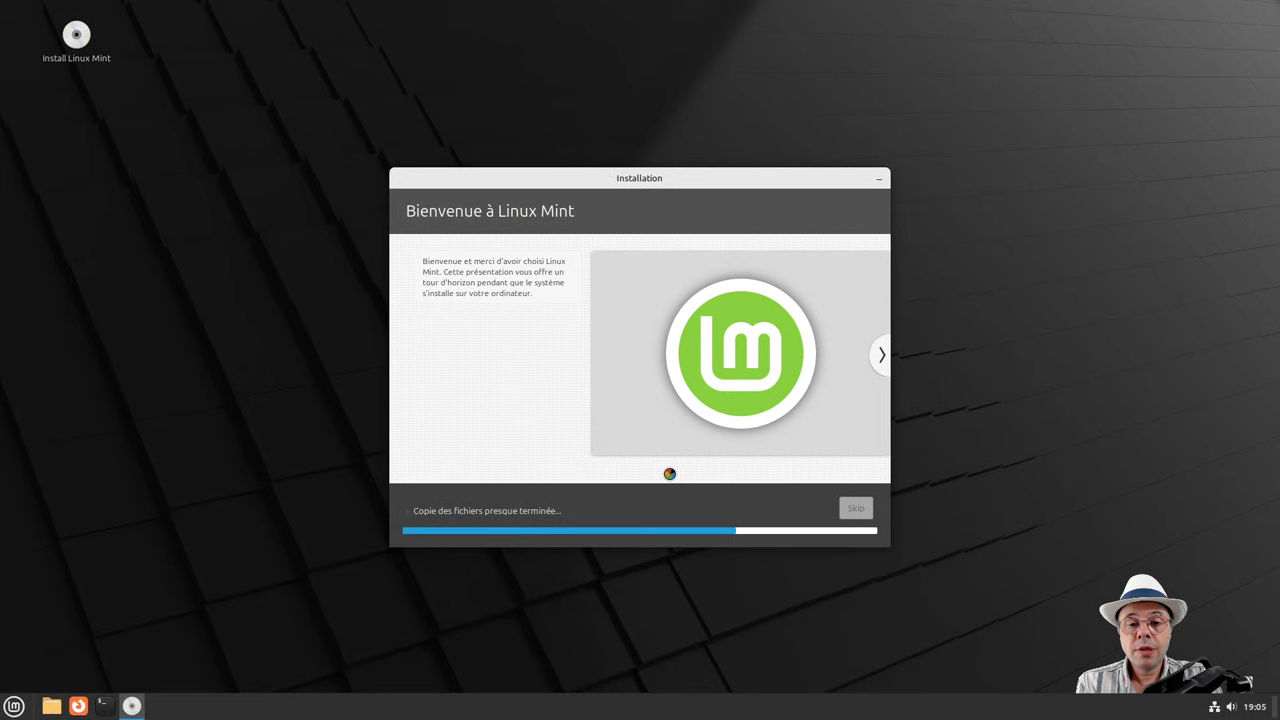 Install Linux Mint
Installation
Bienvenue à Linux Mint
Bienvenue et merci d'avoir choisi Linux
Mint. Cette présentation vous offre un
tour d'horizon pendant que le système
s'installe sur votre ordinateur.
lm
Copie des fichiers presque terminée...
Skip
19:05